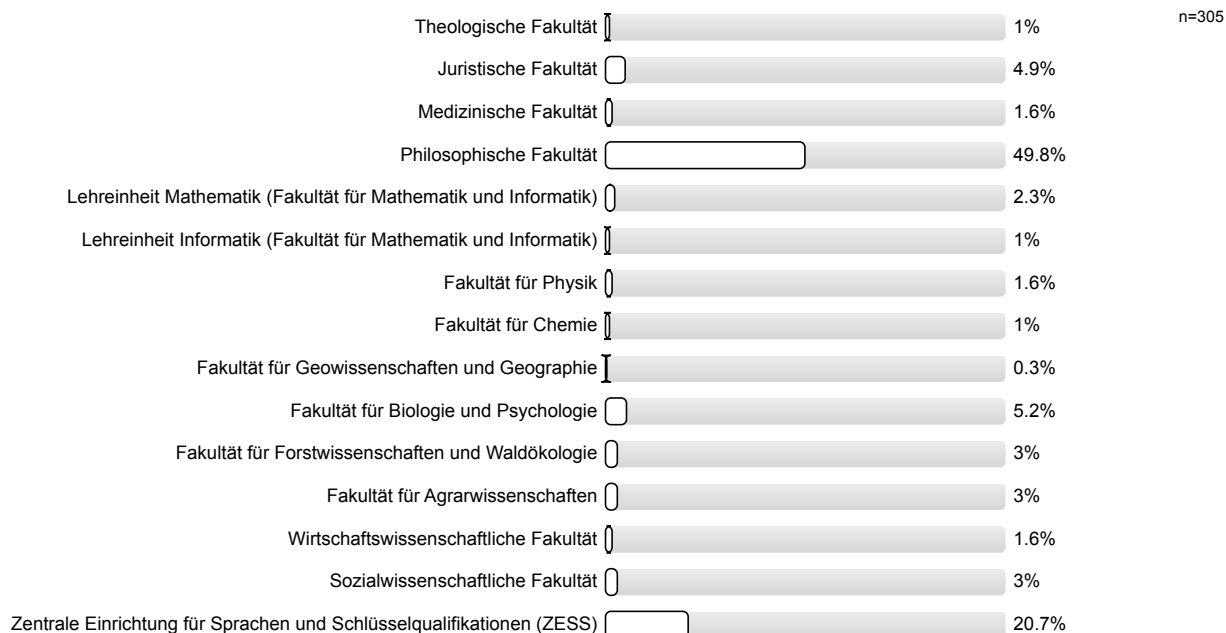 n=305
Theologische Fakultät 1%
Juristische Fakultät 4.9%
Medizinische Fakultät 1.6%
Philosophische Fakultät 49.8%
Lehreinheit Mathematik (Fakultät für Mathematik und Informatik) 2.3%
Lehreinheit Informatik (Fakultät für Mathematik und Informatik) 1%
Fakultät für Physik 1.6%
Fakultät für Chemie 1%
Fakultät für Geowissenschaften und Geographie 0.3%
Fakultät für Biologie und Psychologie 5.2%
Fakultät für Forstwissenschaften und Waldökologie 3%
Fakultät für Agrarwissenschaften 3%
Wirtschaftswissenschaftliche Fakultät 1.6%
Sozialwissenschaftliche Fakultät 3%
Zentrale Einrichtung für Sprachen und Schlüsselqualifikationen (ZESS) 20.7%